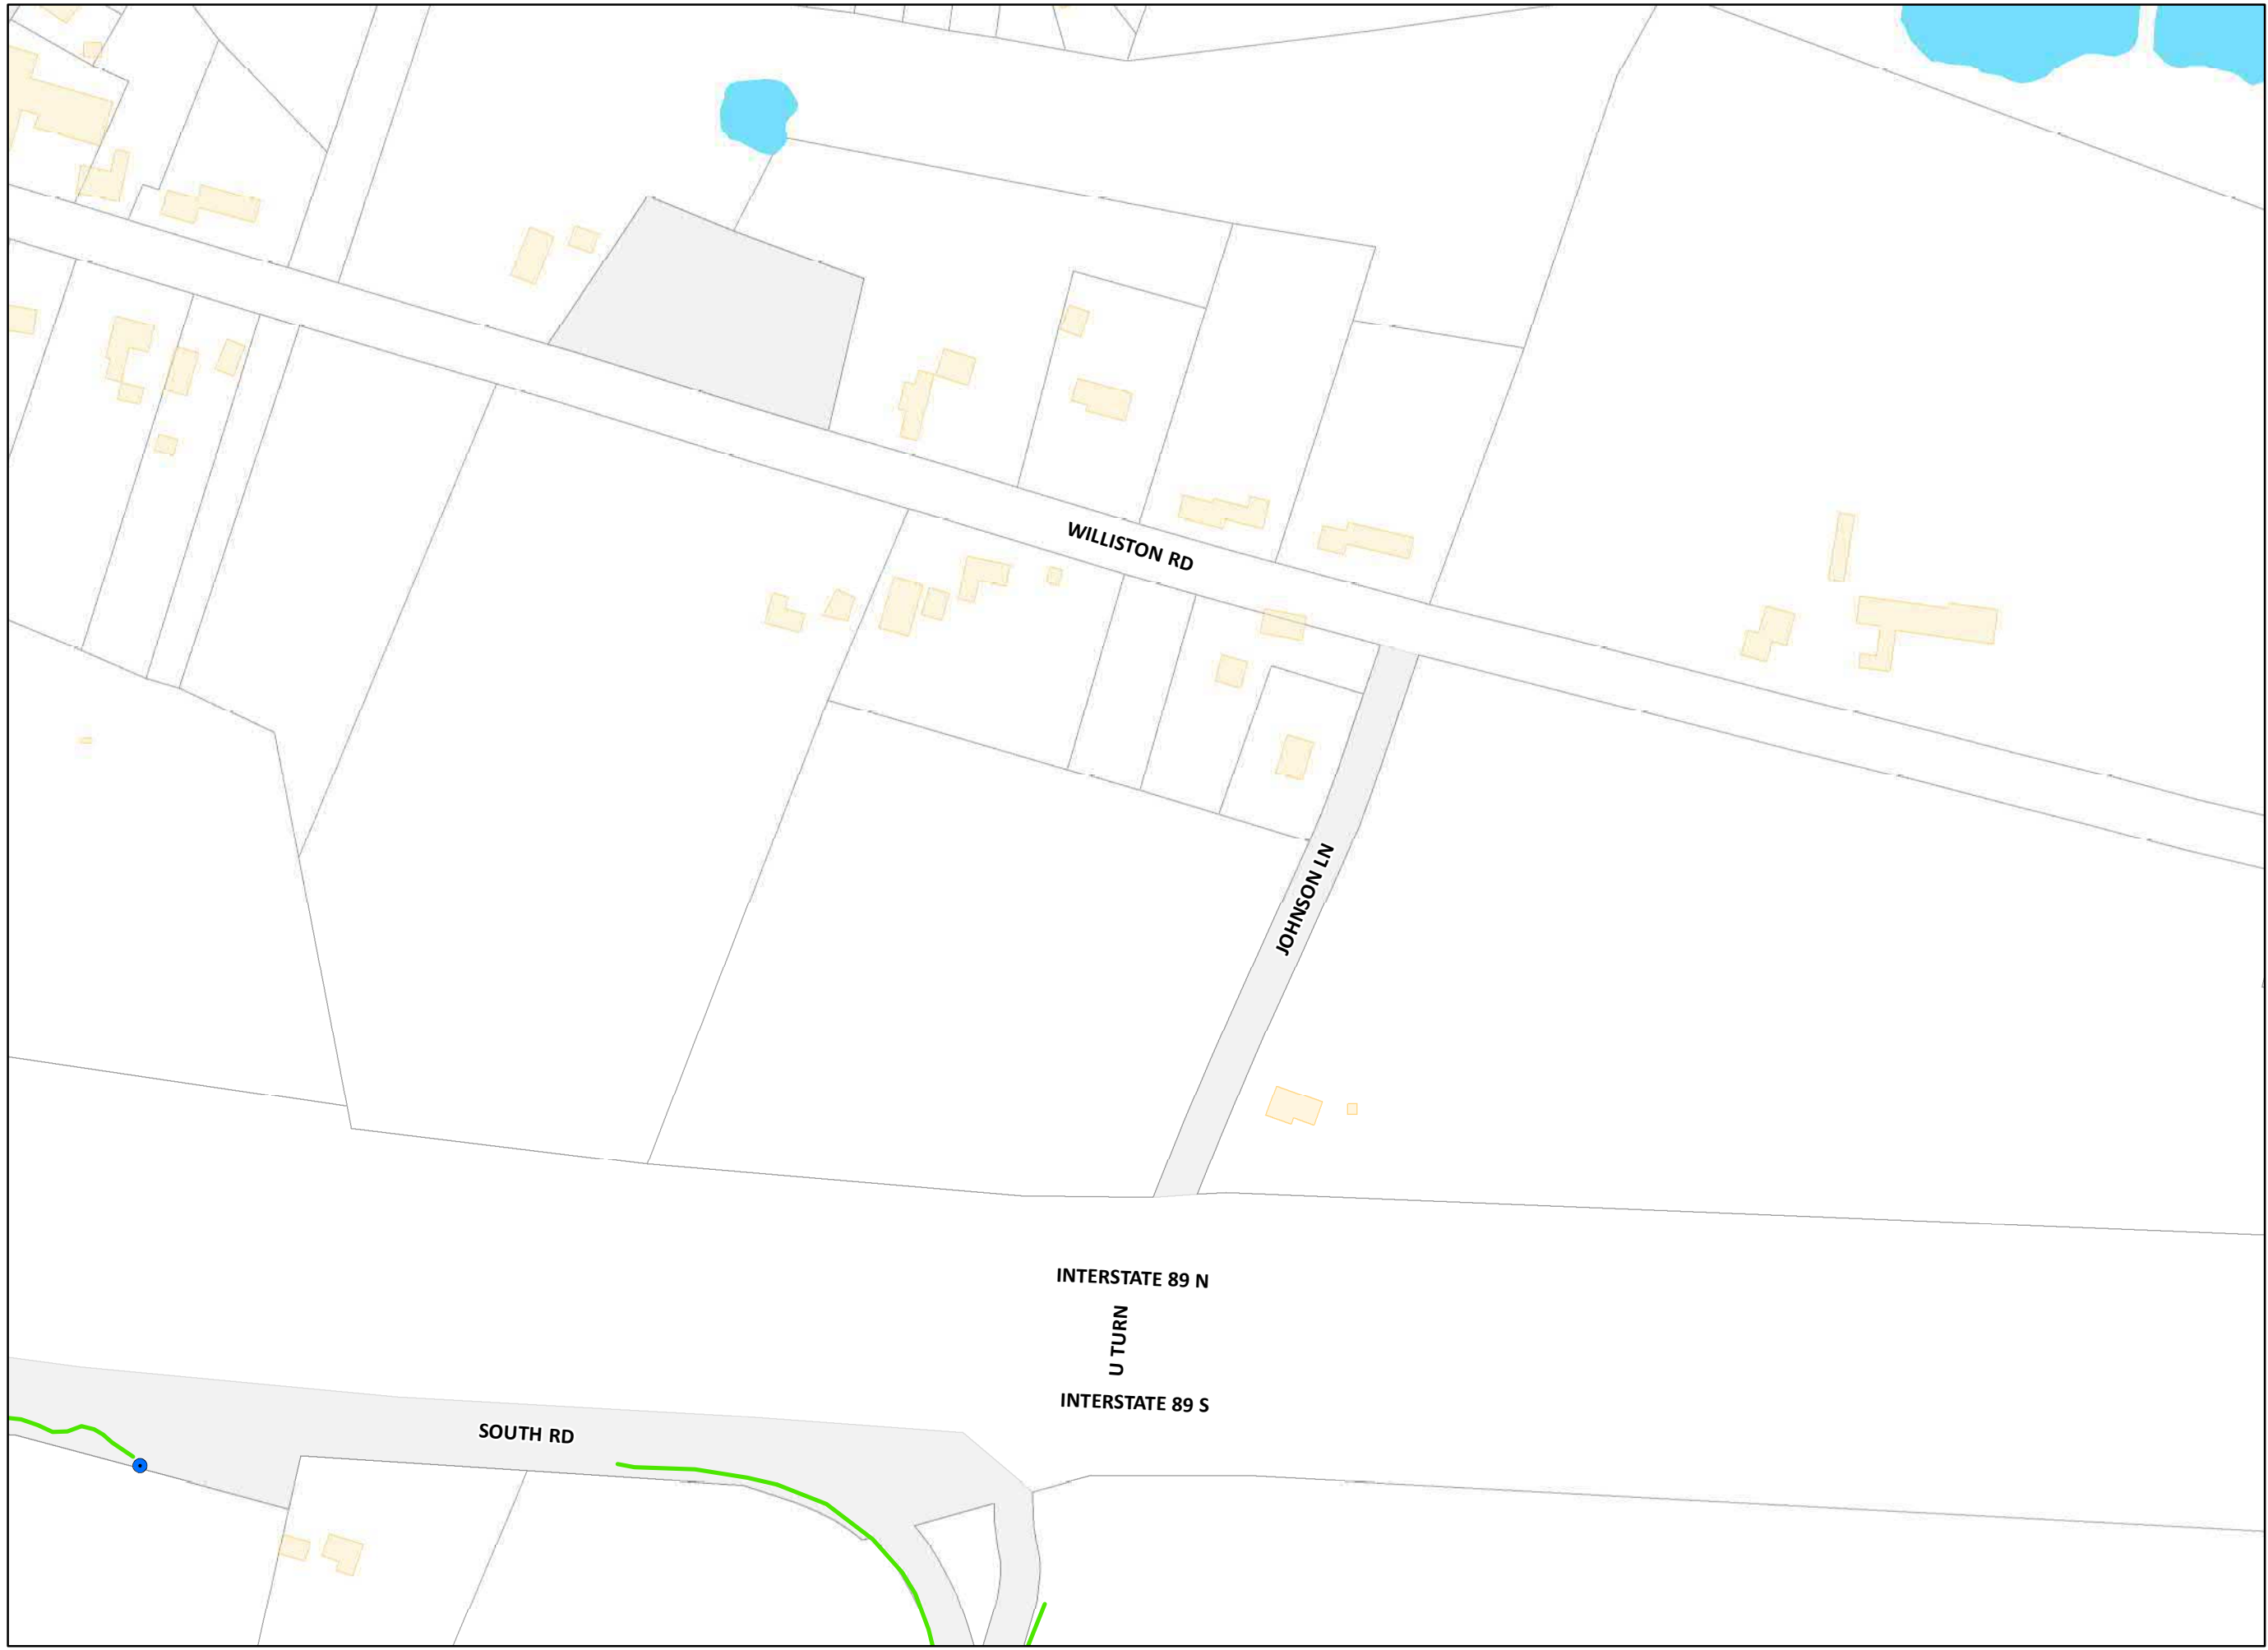 WILLISTON RD
JOHNSON LN
INTERSTATE 89 N
U TURN
INTERSTATE 89 S
SOUTH RD